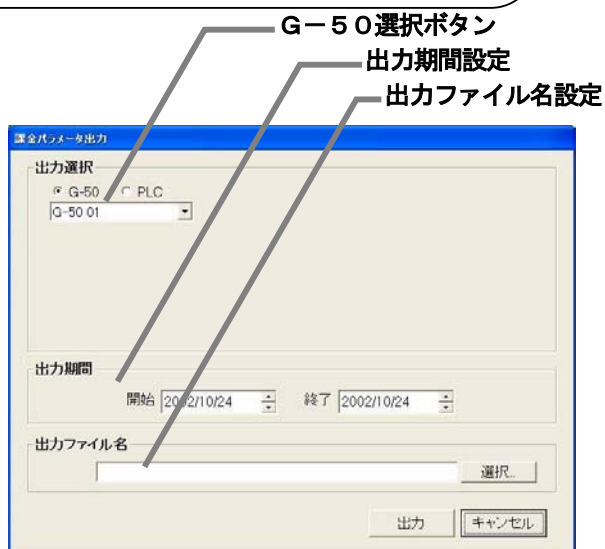 G－50選択ボタン
出力期間設定
出力ファイル名設定
課金パラメータ出力
出力選択
G-50 PLC
G-50 01
出力期間
開始 2002/10/24 終了 2002/10/24
出力ファイル名
選択...
出力 キャンセル